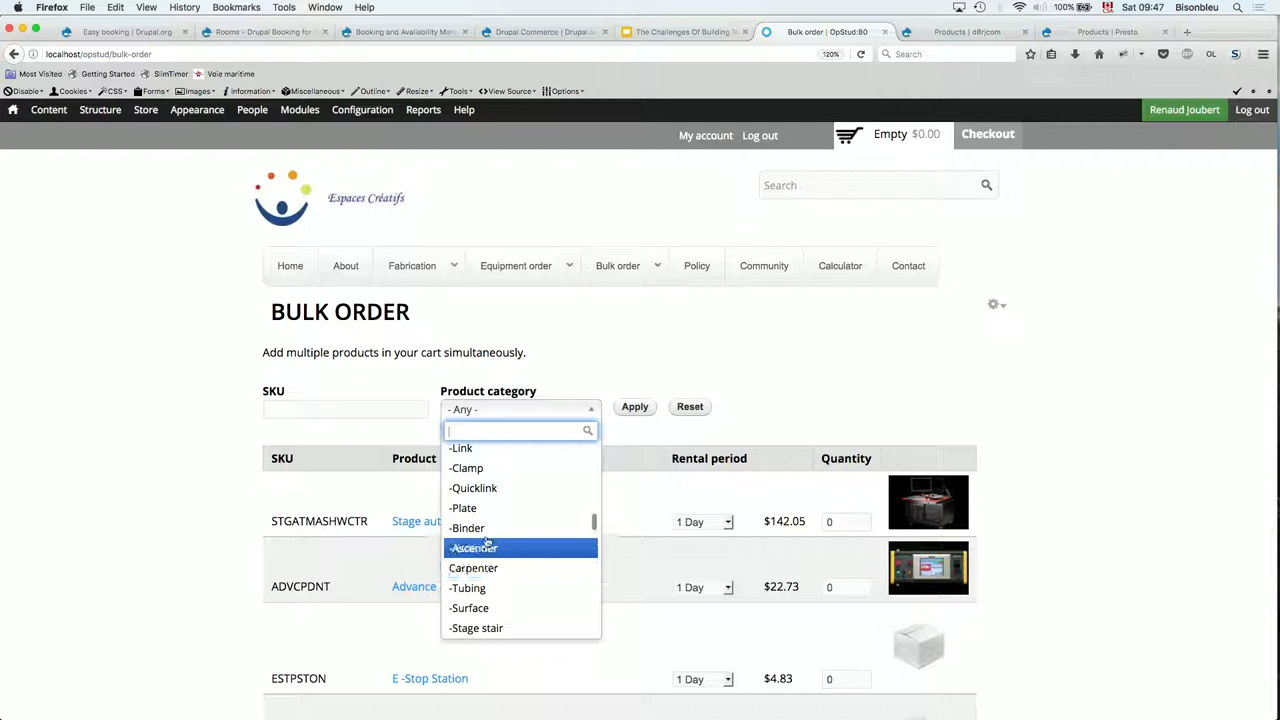 Firefox File Edit View History Bookmarks Tools Window Help 100% Sat 09:47 Bisonbleu
Easy booking | Drupal.org Rooms - Drupal Booking for Booking and Availability Man Drupal Commerce | Drupal.o The Challenges Of Building R Bulk order | OpStud:80 Products | d8rjcom Products | Presto
localhost/opstud/bulk-order 120% Search
Most Visited Getting Started SlimTimer Voie maritime
Disable Cookies CSS Forms Images Information Miscellaneous Outline Resize Tools View Source Options
Content Structure Store Appearance People Modules Configuration Reports Help Renaud Joubert Log out
My account Log out Empty $0.00 Checkout
Espaces Créatifs
Search
Home About Fabrication Equipment order Bulk order Policy Community Calculator Contact
BULK ORDER
Add multiple products in your cart simultaneously.
SKU Product category
- Any - Apply Reset
-Link
-Clamp
-Quicklink
-Plate
-Binder
-Ascender
Carpenter
-Tubing
-Surface
-Stage stair
SKU Product Rental period Quantity
STGATMASHWCTR Stage aut 1 Day $142.05 0
ADVCPDNT Advance 1 Day $22.73 0
ESTPSTON E -Stop Station 1 Day $4.83 0